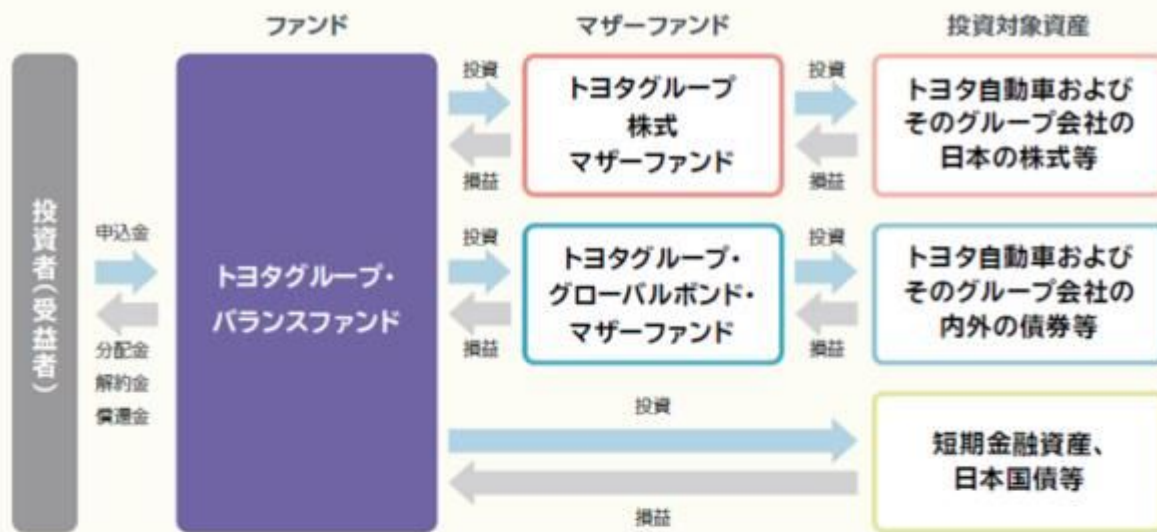 ファンド
マザーファンド
投資対象資産
投資者(受益者)
申込金
分配金
解約金
償還金
トヨタグループ・
バランスファンド
投資
損益
トヨタグループ
株式
マザーファンド
投資
損益
トヨタ自動車および
そのグループ会社の
日本の株式等
投資
損益
トヨタグループ・
グローバルボンド・
マザーファンド
投資
損益
トヨタ自動車および
そのグループ会社の
内外の債券等
投資
損益
短期金融資産、
日本国債等